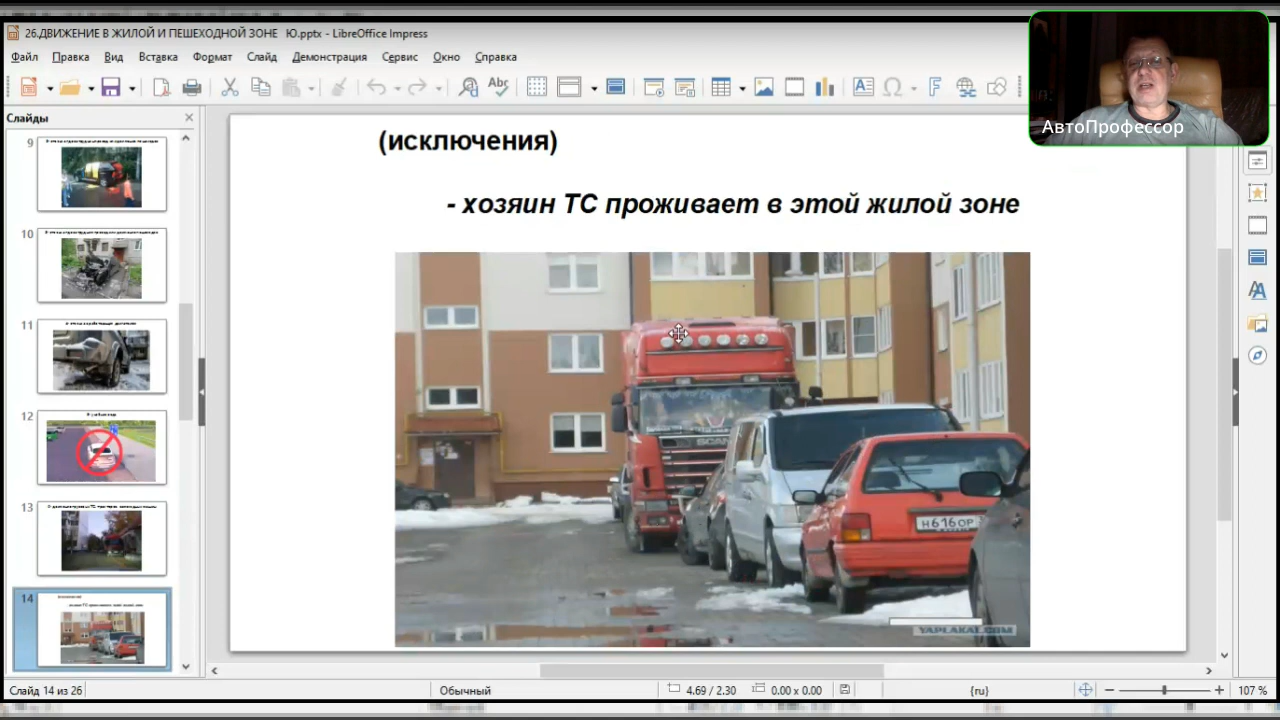 26.ДВИЖЕНИЕ В ЖИЛОЙ И ПЕШЕХОДНОЙ ЗОНЕ Ю.pptx - LibreOffice Impress
Файл Правка Вид Вставка Формат Слайд Демонстрация Сервис Окно Справка
АвтоПрофессор
Слайды
9
10
11
12
13
14
(исключения)
- хозяин ТС проживает в этой жилой зоне
SCANIA
Н616ОР
YAPLAKAL.COM
Слайд 14 из 26
Обычный
4.69 / 2.30
0.00 x 0.00
{ru}
107 %